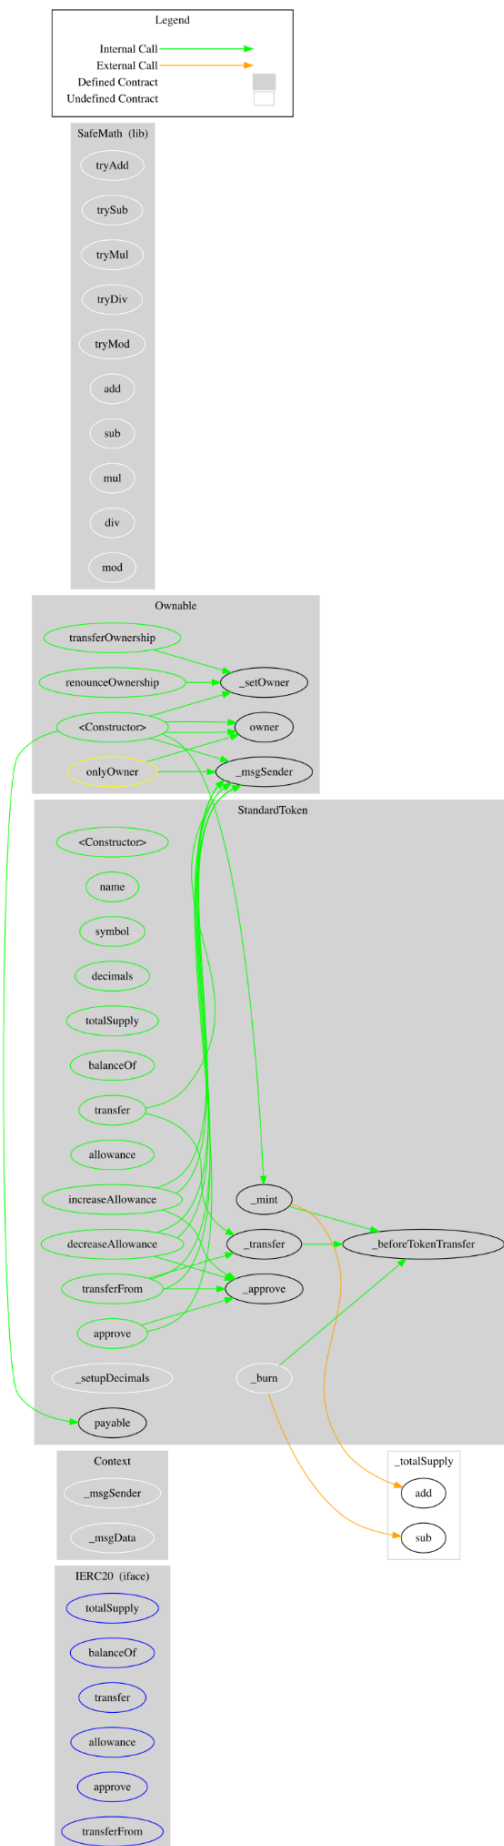 Legend
Internal Call
External Call
Defined Contract
Undefined Contract
SafeMath (lib)
tryAdd
trySub
tryMul
tryDiv
tryMod
add
sub
mul
div
mod
Ownable
transferOwnership
renounceOwnership
_setOwner
<Constructor>
owner
onlyOwner
_msgSender
StandardToken
<Constructor>
name
symbol
decimals
totalSupply
balanceOf
transfer
allowance
increaseAllowance
_mint
decreaseAllowance
_transfer
_beforeTokenTransfer
transferFrom
_approve
approve
_setupDecimals
_burn
payable
Context
_totalSupply
_msgSender
add
_msgData
sub
IERC20 (iface)
totalSupply
balanceOf
transfer
allowance
approve
transferFrom